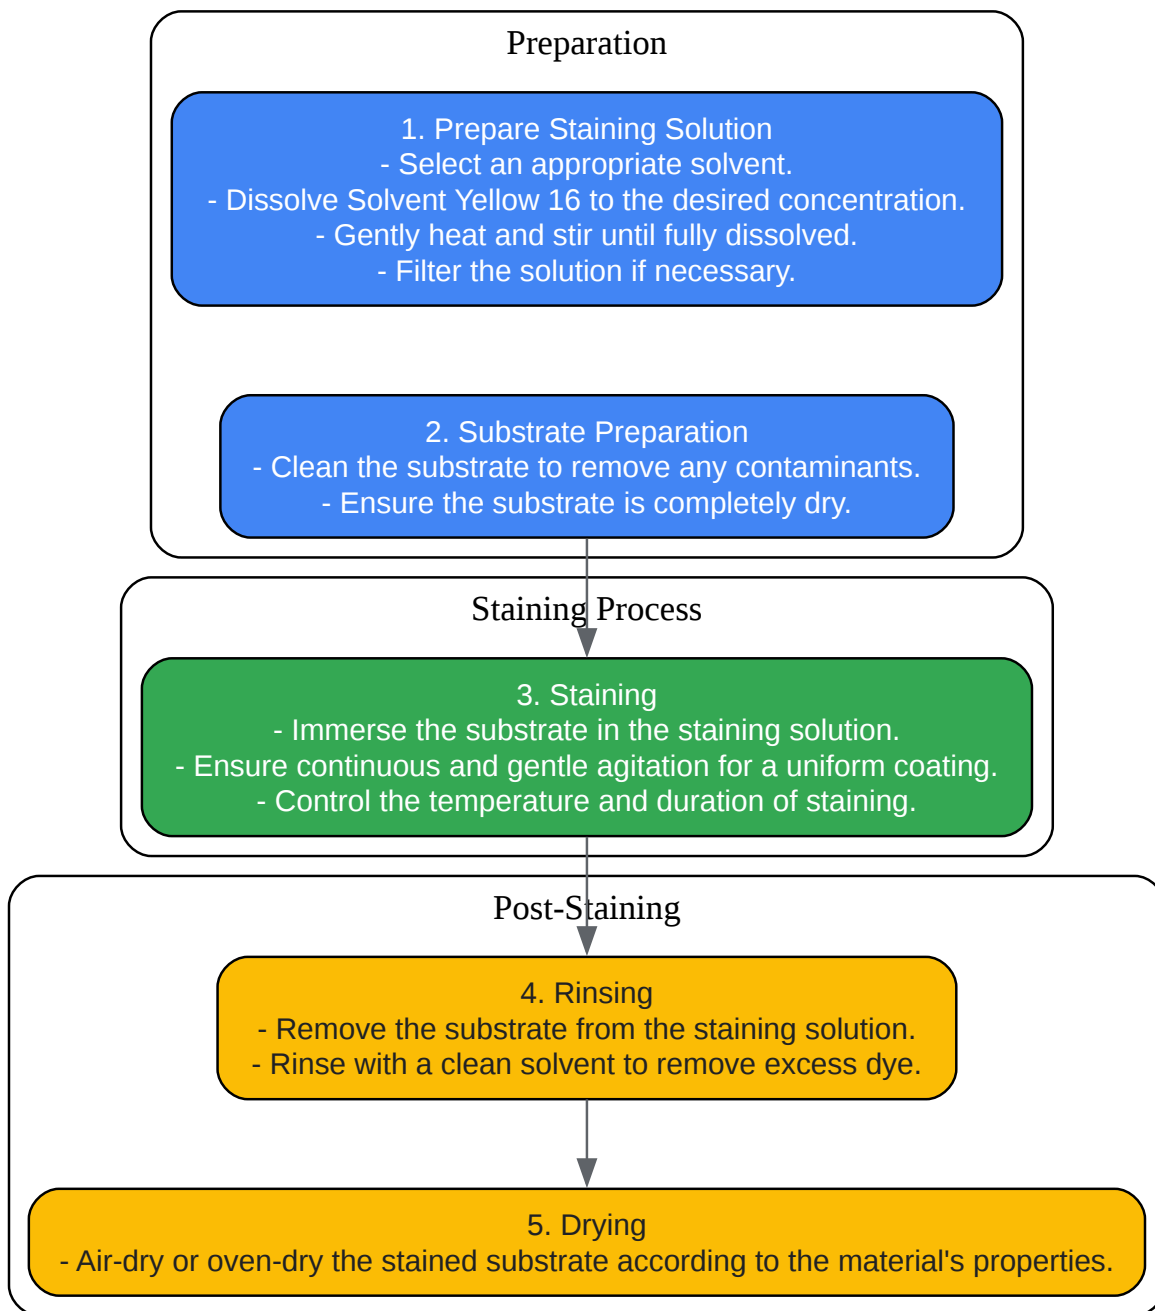 Preparation
1. Prepare Staining Solution
- Select an appropriate solvent.
- Dissolve Solvent Yellow 16 to the desired concentration.
- Gently heat and stir until fully dissolved.
- Filter the solution if necessary.
2. Substrate Preparation
- Clean the substrate to remove any contaminants.
- Ensure the substrate is completely dry.
Staining Process
3. Staining
- Immerse the substrate in the staining solution.
- Ensure continuous and gentle agitation for a uniform coating.
- Control the temperature and duration of staining.
Post-Staining
4. Rinsing
- Remove the substrate from the staining solution.
- Rinse with a clean solvent to remove excess dye.
5. Drying
- Air-dry or oven-dry the stained substrate according to the material's properties.